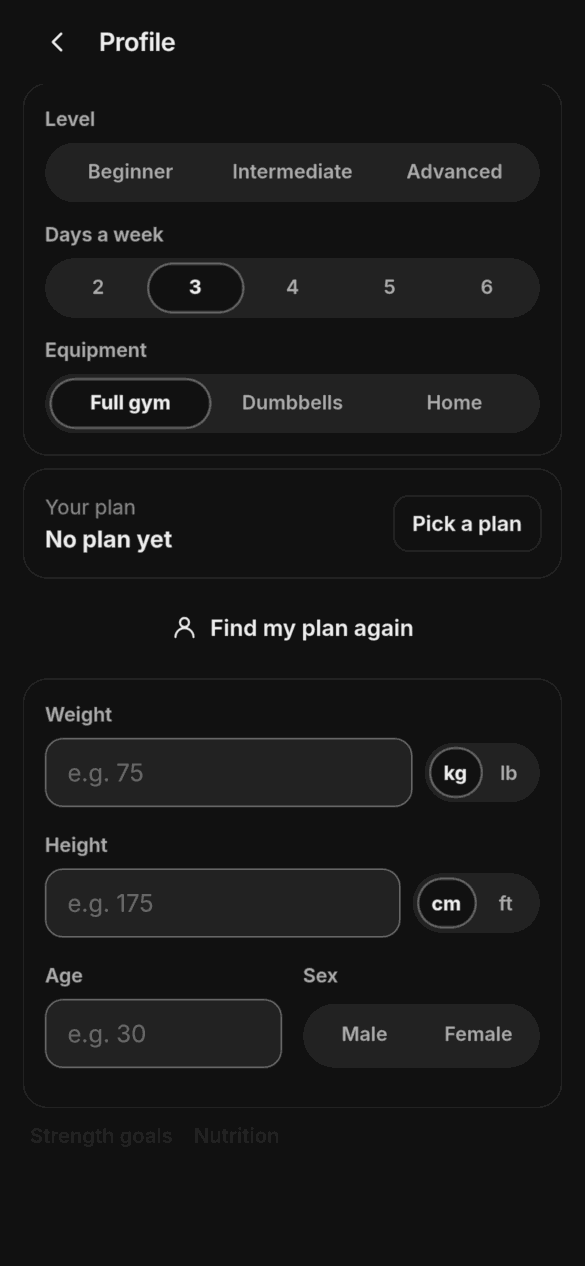 Profile
Level
Beginner Intermediate Advanced
Days a week
2 3 4 5 6
Equipment
Full gym Dumbbells Home
Your plan
No plan yet
Pick a plan
Find my plan again
Weight
e.g. 75 kg lb
Height
e.g. 175 cm ft
Age Sex
e.g. 30 Male Female
Strength goals Nutrition